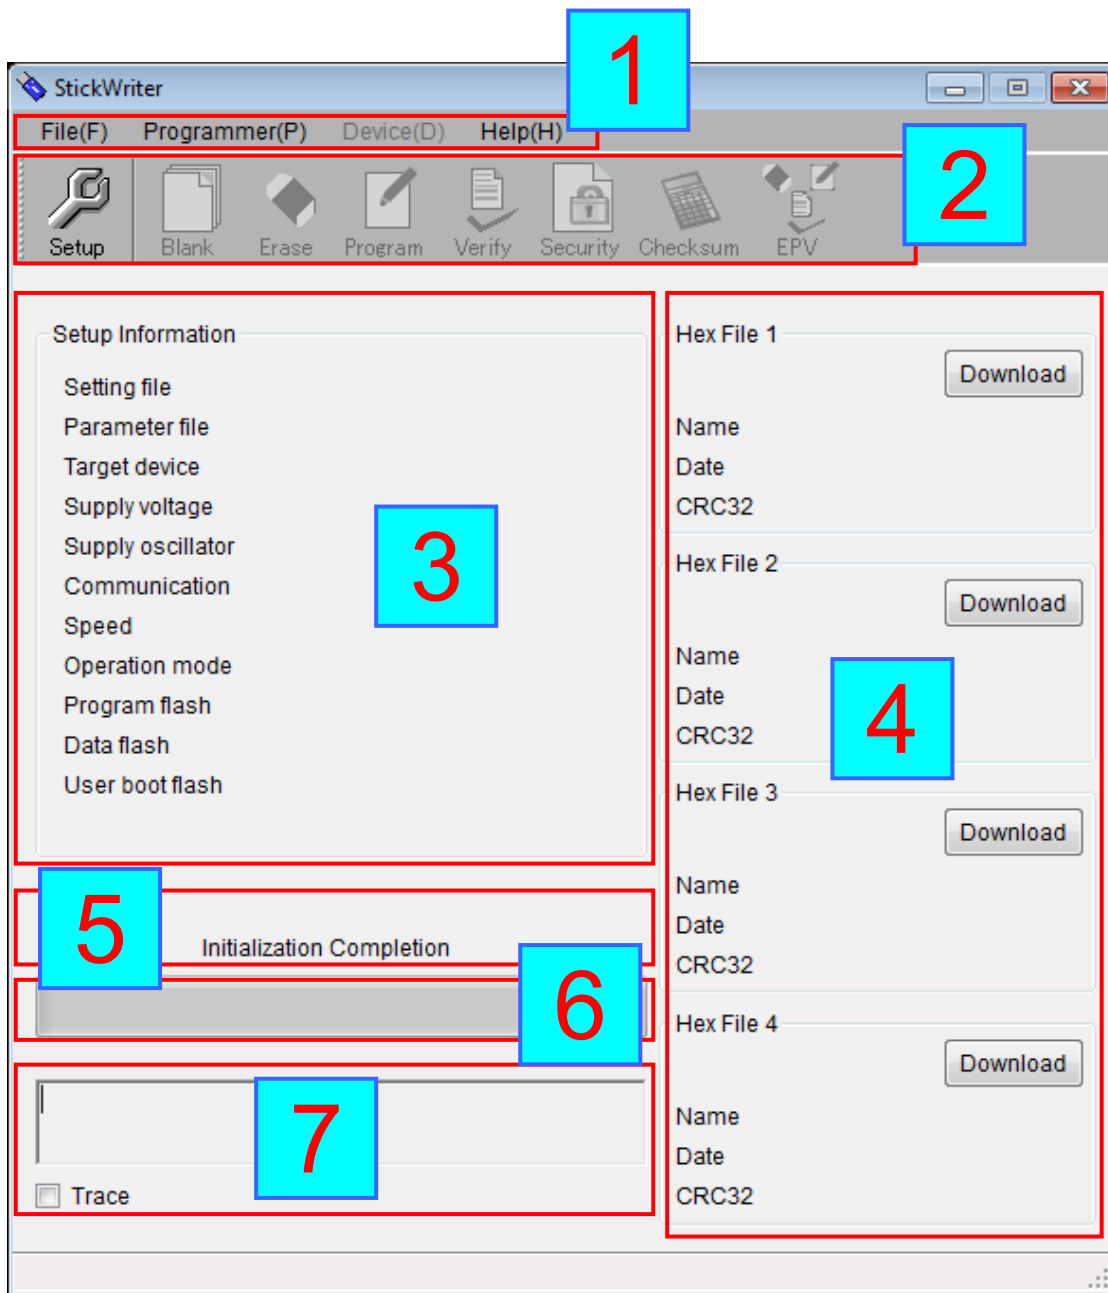 1
StickWriter
File(F) Programmer(P) Device(D) Help(H)
2
Setup Blank Erase Program Verify Security Checksum EPV
Setup Information
Setting file
Parameter file
Target device
Supply voltage
Supply oscillator
Communication
Speed
Operation mode
Program flash
Data flash
User boot flash
3
Hex File 1
Download
Name
Date
CRC32
Hex File 2
Download
Name
Date
CRC32
4
Hex File 3
Download
Name
Date
CRC32
Hex File 4
Download
Name
Date
CRC32
5
Initialization Completion
6
7
Trace